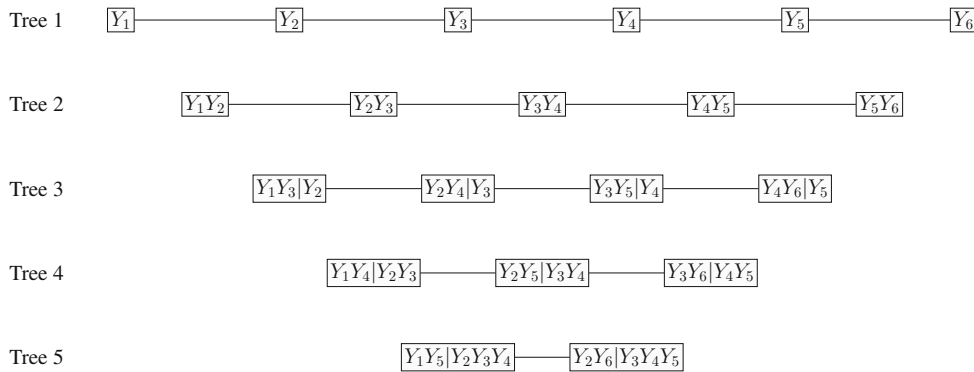 Tree 1 Y₁ Y₂ Y₃ Y₄ Y₅ Y₆
Tree 2 Y₁Y₂ Y₂Y₃ Y₃Y₄ Y₄Y₅ Y₅Y₆
Tree 3 Y₁Y₃|Y₂ Y₂Y₄|Y₃ Y₃Y₅|Y₄ Y₄Y₆|Y₅
Tree 4 Y₁Y₄|Y₂Y₃ Y₂Y₅|Y₃Y₄ Y₃Y₆|Y₄Y₅
Tree 5 Y₁Y₅|Y₂Y₃Y₄ Y₂Y₆|Y₃Y₄Y₅